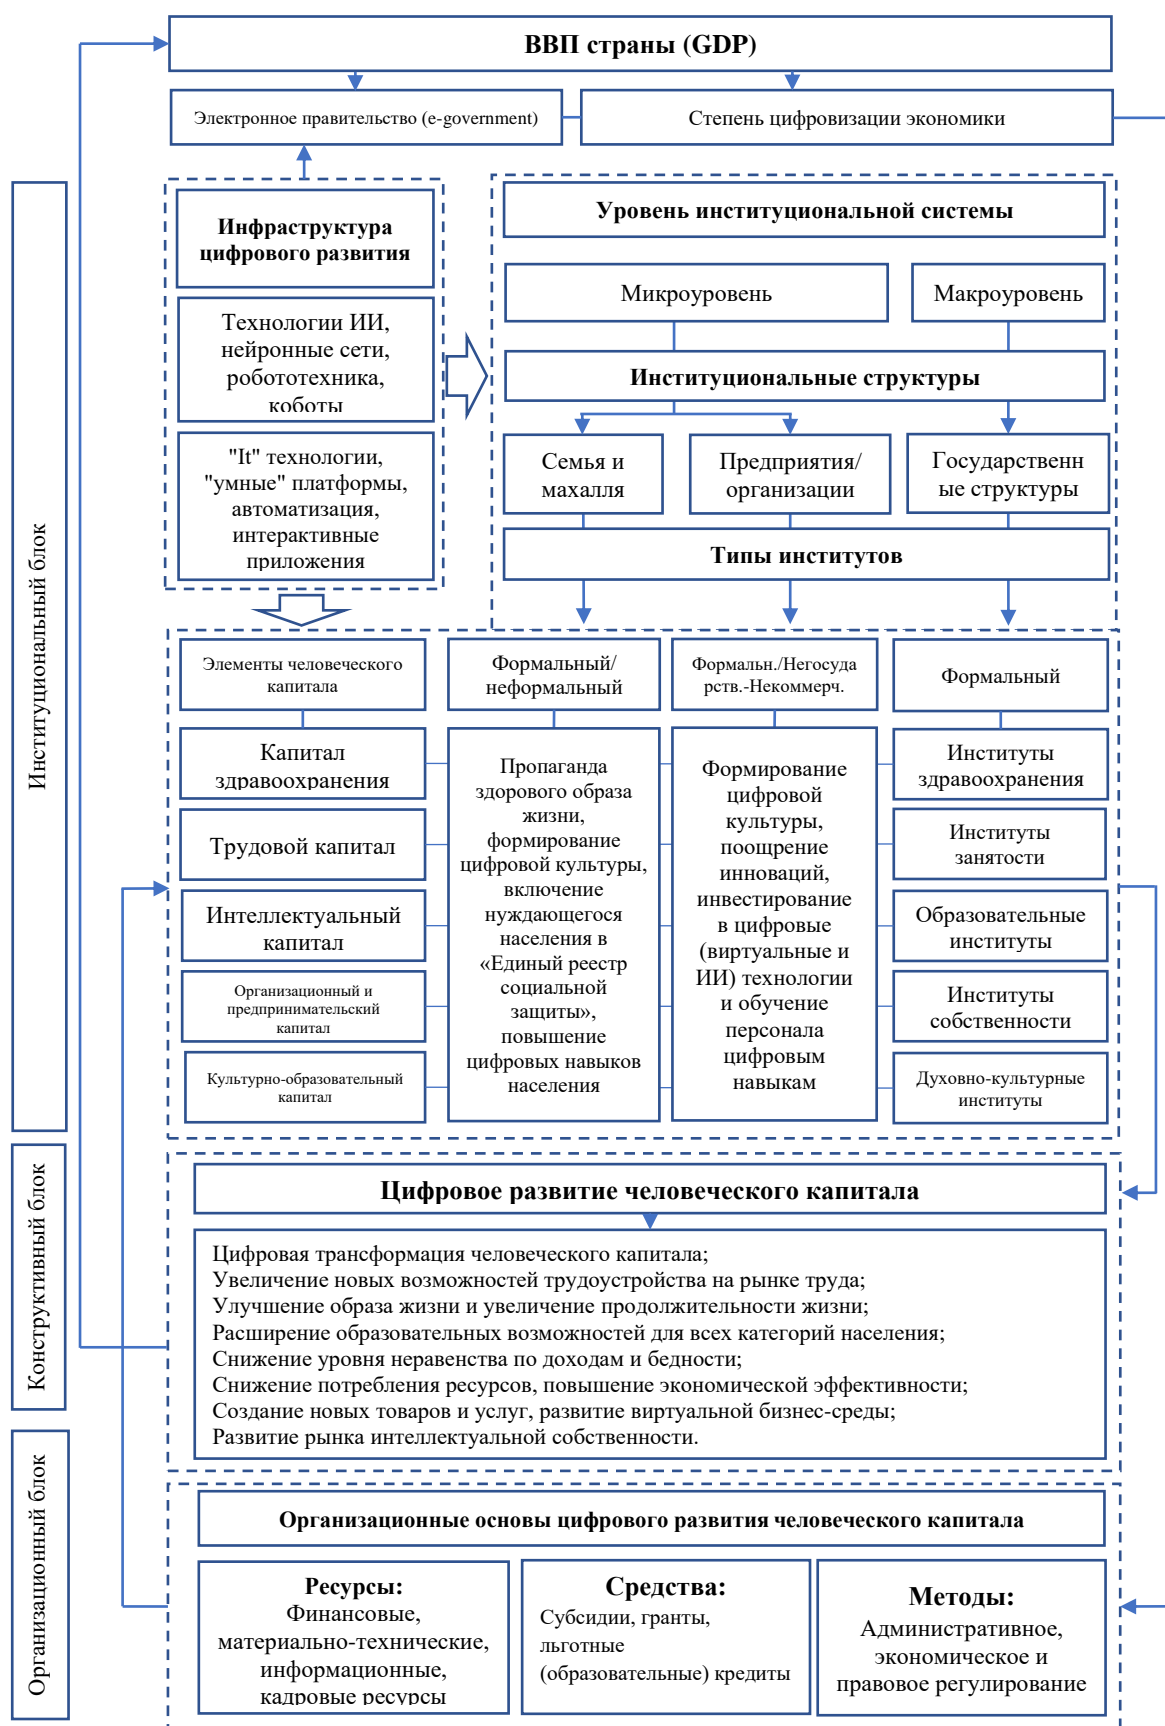 ВВП страны (GDP)
Электронное правительство (e-government)
Степень цифровизации экономики
Институциональный блок
Инфраструктура
цифрового развития
Технологии ИИ,
нейронные сети,
робототехника,
коботы
"It" технологии,
"умные" платформы,
автоматизация,
интерактивные
приложения
Уровень институциональной системы
Микроуровень
Макроуровень
Институциональные структуры
Семья и
махалля
Предприятия/
организации
Государственн
ые структуры
Типы институтов
Элементы человеческого
капитала
Формальный/
неформальный
Формальн./Негосуда
рств.-Некоммерч.
Формальный
Капитал
здравоохранения
Трудовой капитал
Интеллектуальный
капитал
Организационный и
предпринимательский
капитал
Культурно-образовательный
капитал
Пропаганда
здорового образа
жизни,
формирование
цифровой культуры,
включение
нуждающегося
населения в
«Единый реестр
социальной
защиты»,
повышение
цифровых навыков
населения
Формирование
цифровой
культуры,
поощрение
инноваций,
инвестирование
в цифровые
(виртуальные и
ИИ) технологии
и обучение
персонала
цифровым
навыкам
Институты
здравоохранения
Институты
занятости
Образовательные
институты
Институты
собственности
Духовно-культурные
институты
Конструктивный блок
Цифровое развитие человеческого капитала
Цифровая трансформация человеческого капитала;
Увеличение новых возможностей трудоустройства на рынке труда;
Улучшение образа жизни и увеличение продолжительности жизни;
Расширение образовательных возможностей для всех категорий населения;
Снижение уровня неравенства по доходам и бедности;
Снижение потребления ресурсов, повышение экономической эффективности;
Создание новых товаров и услуг, развитие виртуальной бизнес-среды;
Развитие рынка интеллектуальной собственности.
Организационный блок
Организационные основы цифрового развития человеческого капитала
Ресурсы:
Финансовые,
материально-технические,
информационные,
кадровые ресурсы
Средства:
Субсидии, гранты,
льготные
(образовательные) кредиты
Методы:
Административное,
экономическое и
правовое регулирование